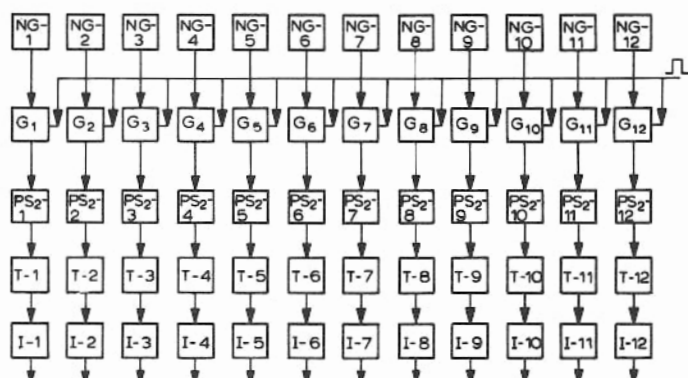 NG-1 NG-2 NG-3 NG-4 NG-5 NG-6 NG-7 NG-8 NG-9 NG-10 NG-11 NG-12
G₁ G₂ G₃ G₄ G₅ G₆ G₇ G₈ G₉ G₁₀ G₁₁ G₁₂
PS₂-1 PS₂-2 PS₂-3 PS₂-4 PS₂-5 PS₂-6 PS₂-7 PS₂-8 PS₂-9 PS₂-10 PS₂-11 PS₂-12
T-1 T-2 T-3 T-4 T-5 T-6 T-7 T-8 T-9 T-10 T-11 T-12
I-1 I-2 I-3 I-4 I-5 I-6 I-7 I-8 I-9 I-10 I-11 I-12